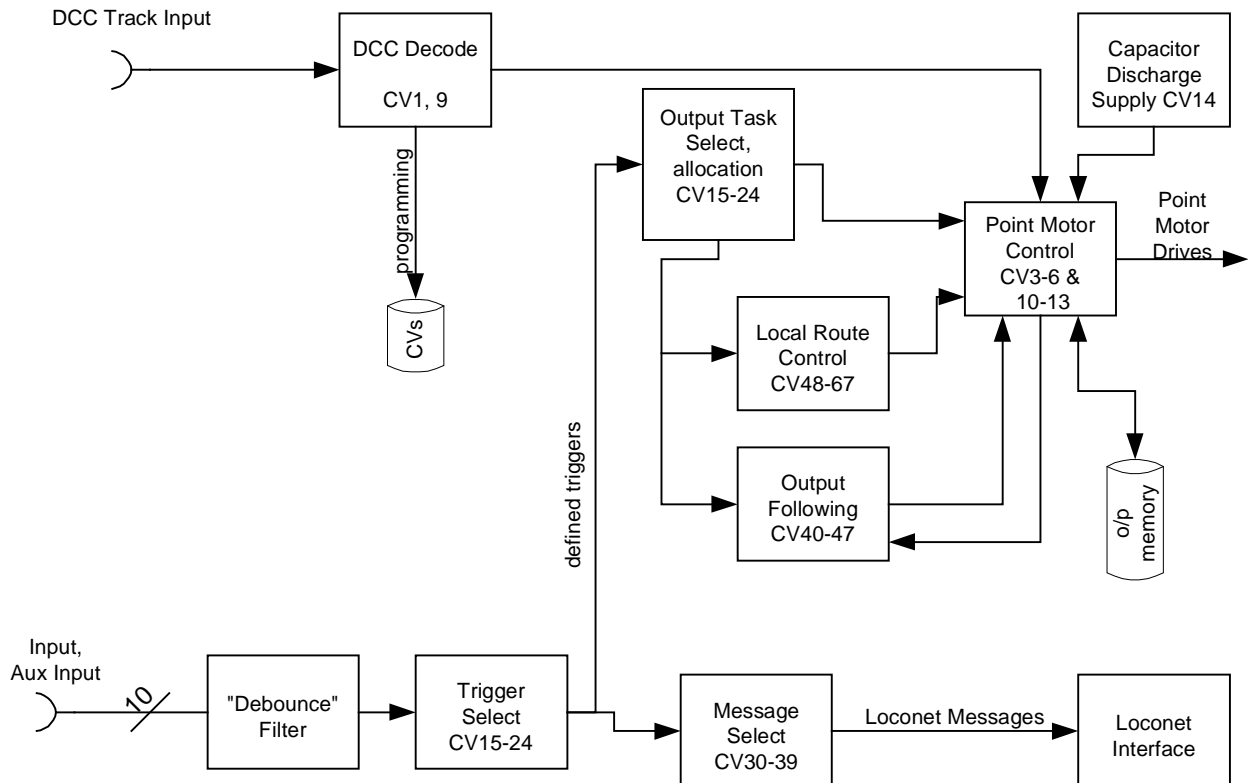 DCC Track Input
DCC Decode
CV1, 9
Capacitor
Discharge
Supply CV14
Output Task
Select,
allocation
CV15-24
programming
CVs
Point
Motor
Drives
Point Motor
Control
CV3-6 &
10-13
Local Route
Control
CV48-67
defined triggers
Output
Following
CV40-47
o/p
memory
Input,
Aux Input
10
"Debounce"
Filter
Trigger
Select
CV15-24
Message
Select
CV30-39
Loconet Messages
Loconet
Interface